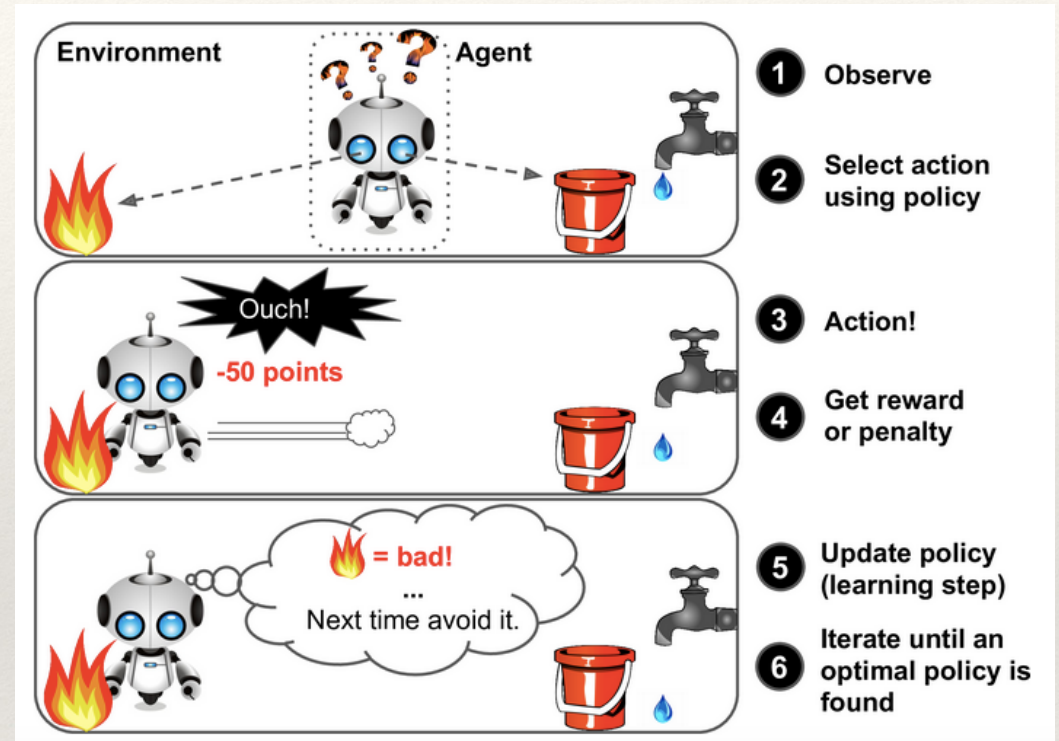 Environment
Agent
? ? ?
1 Observe
2 Select action
using policy
Ouch!
-50 points
3 Action!
4 Get reward
or penalty
= bad!
...
Next time avoid it.
5 Update policy
(learning step)
6 Iterate until an
optimal policy is
found